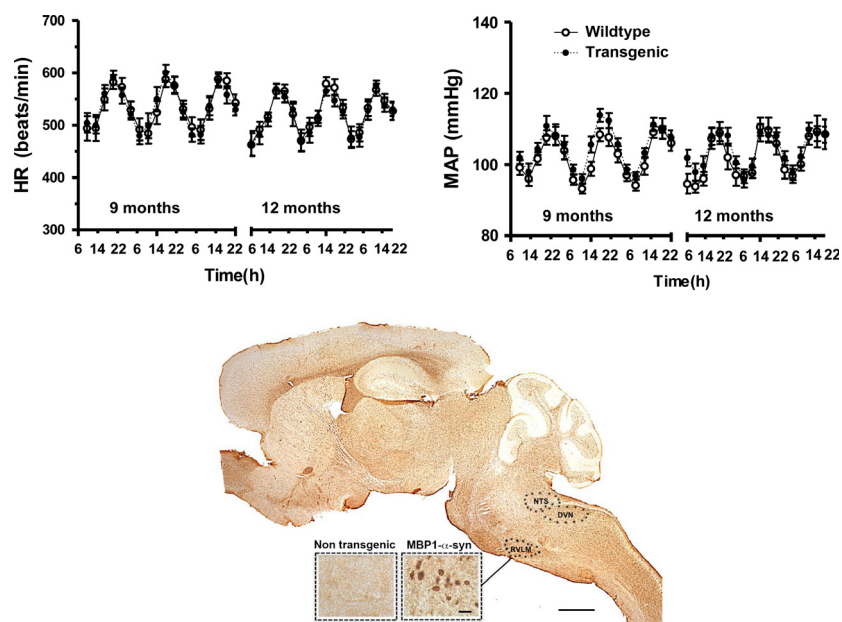 HR (beats/min)
700
600
500
400
300
9 months
12 months
6 14 22 6 14 22 6 14 22
6 14 22 6 14 22 6 14 22
Time(h)
MAP (mmHg)
140
120
100
80
Wildtype
Transgenic
9 months
12 months
6 14 22 6 14 22 6 14 22
6 14 22 6 14 22 6 14 22
Time(h)
NTS
DVN
RVLM
Non transgenic
MBP1-α-syn